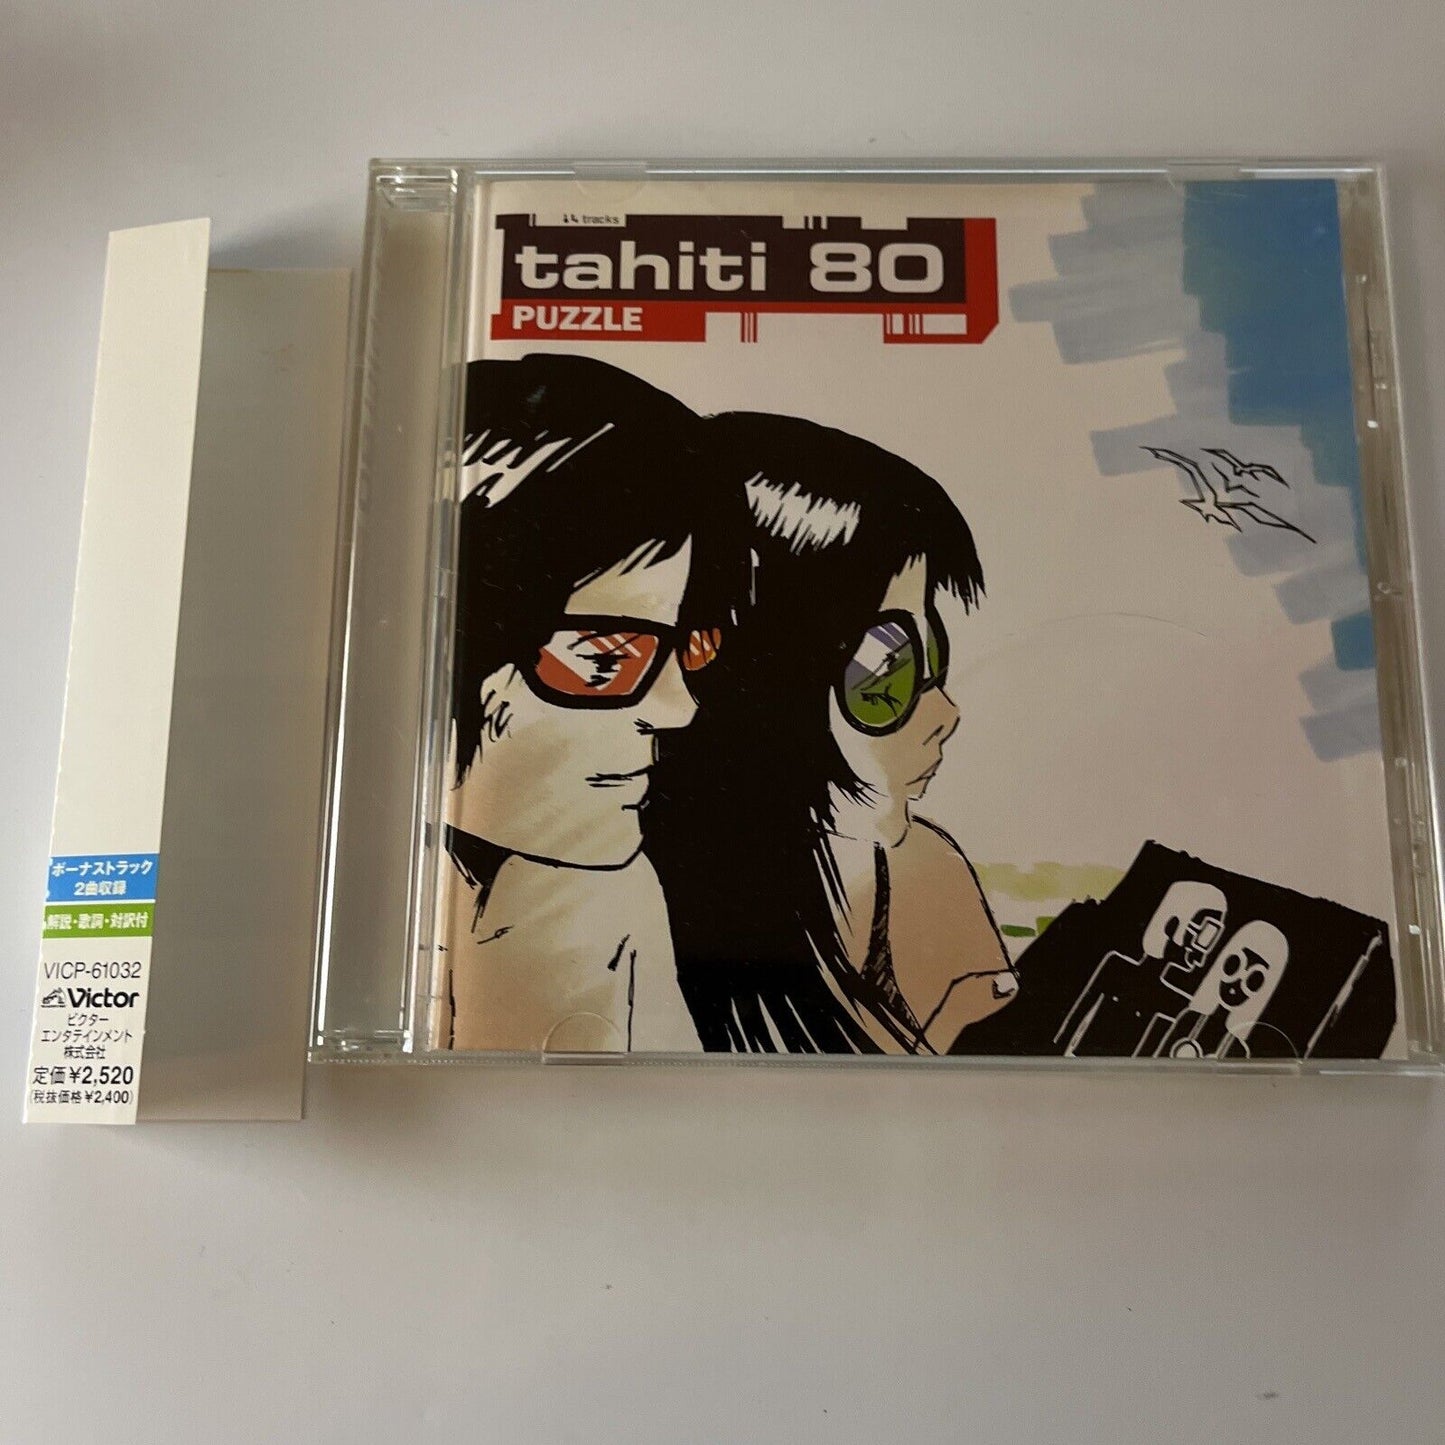 14 tracks
tahiti 80
PUZZLE
ボーナストラック
2曲収録
解説・歌詞・対訳付
VICP-61032
Victor
ビクター
エンタテインメント
株式会社
定価¥2,520
(税抜価格¥2,400)